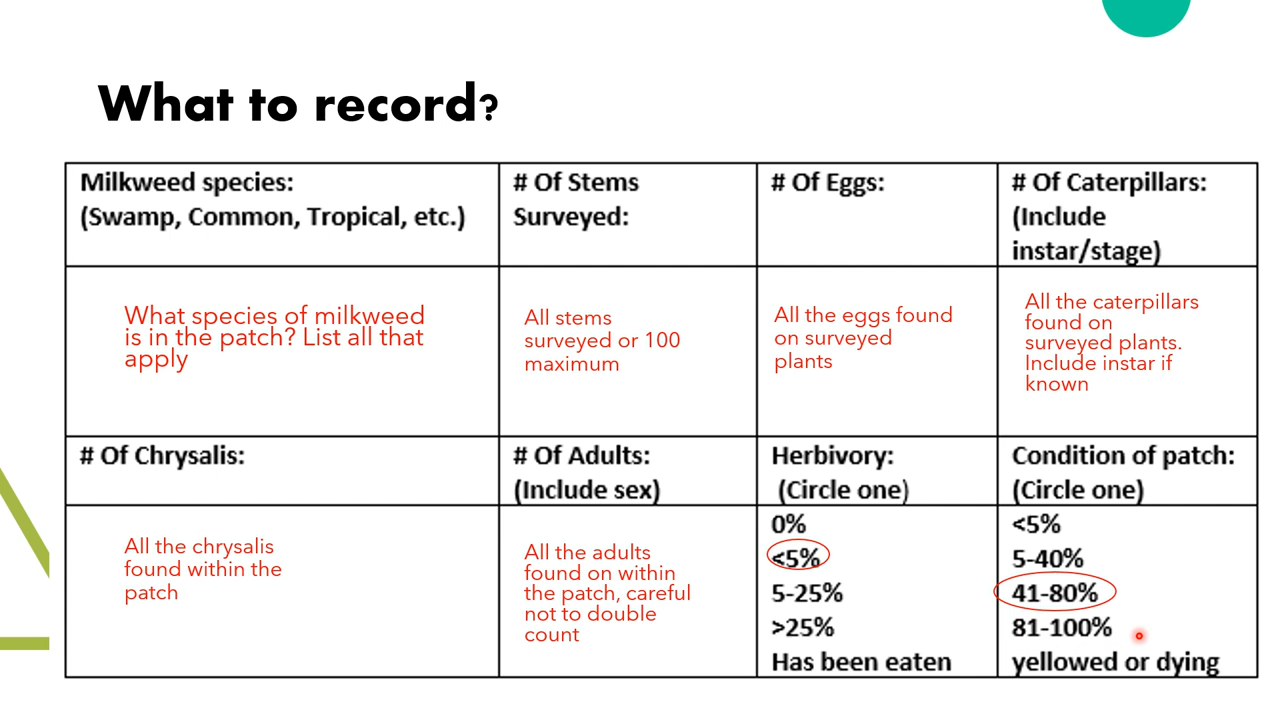 What to record?
Milkweed species:
(Swamp, Common, Tropical, etc.)
# Of Stems
Surveyed:
# Of Eggs:
# Of Caterpillars:
(Include
instar/stage)
What species of milkweed
is in the patch? List all that
apply
All stems
surveyed or 100
maximum
All the eggs found
on surveyed
plants
All the caterpillars
found on
surveyed plants.
Include instar if
known
# Of Chrysalis:
# Of Adults:
(Include sex)
Herbivory:
(Circle one)
Condition of patch:
(Circle one)
All the chrysalis
found within the
patch
All the adults
found on within
the patch, careful
not to double
count
0%
<5%
5-25%
>25%
Has been eaten
<5%
5-40%
41-80%
81-100%
yellowed or dying